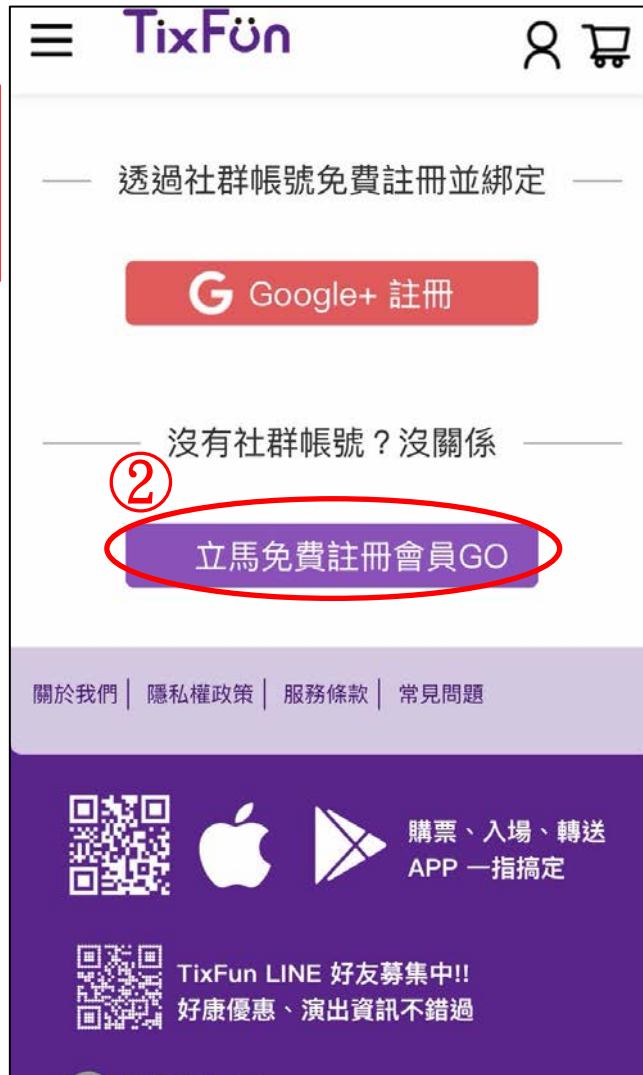 TixFün
透過社群帳號免費註冊並綁定
G Google+ 註冊
沒有社群帳號？沒關係
②
立馬免費註冊會員GO
關於我們｜ 隱私權政策｜ 服務條款｜ 常見問題
購票、入場、轉送
APP 一指搞定
TixFun LINE 好友募集中!!
好康優惠、演出資訊不錯過